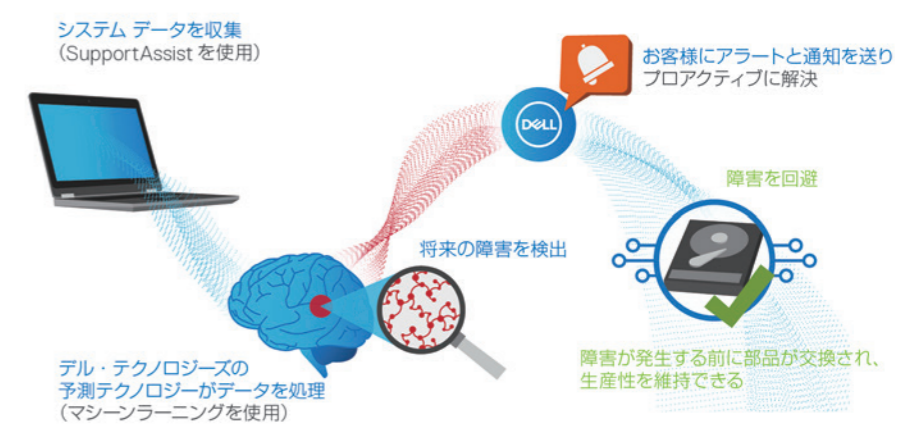 システム データを収集
（SupportAssist を使用）
デル・テクノロジーズの
予測テクノロジーがデータを処理
（マシーンラーニングを使用）
将来の障害を検出
DELL
お客様にアラートと通知を送り
プロアクティブに解決
障害を回避
障害が発生する前に部品が交換され、
生産性を維持できる